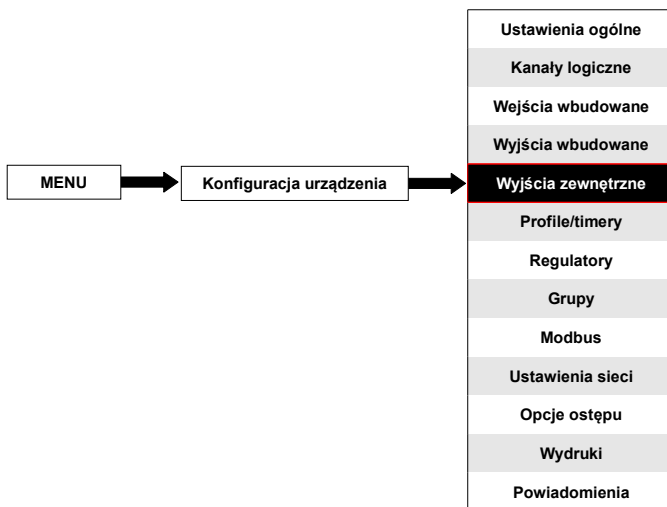 MENU
Konfiguracja urządzenia
Ustawienia ogólne
Kanały logiczne
Wejścia wbudowane
Wyjścia wbudowane
Wyjścia zewnętrzne
Profile/timery
Regulatory
Grupy
Modbus
Ustawienia sieci
Opcje ostępu
Wydruki
Powiadomienia